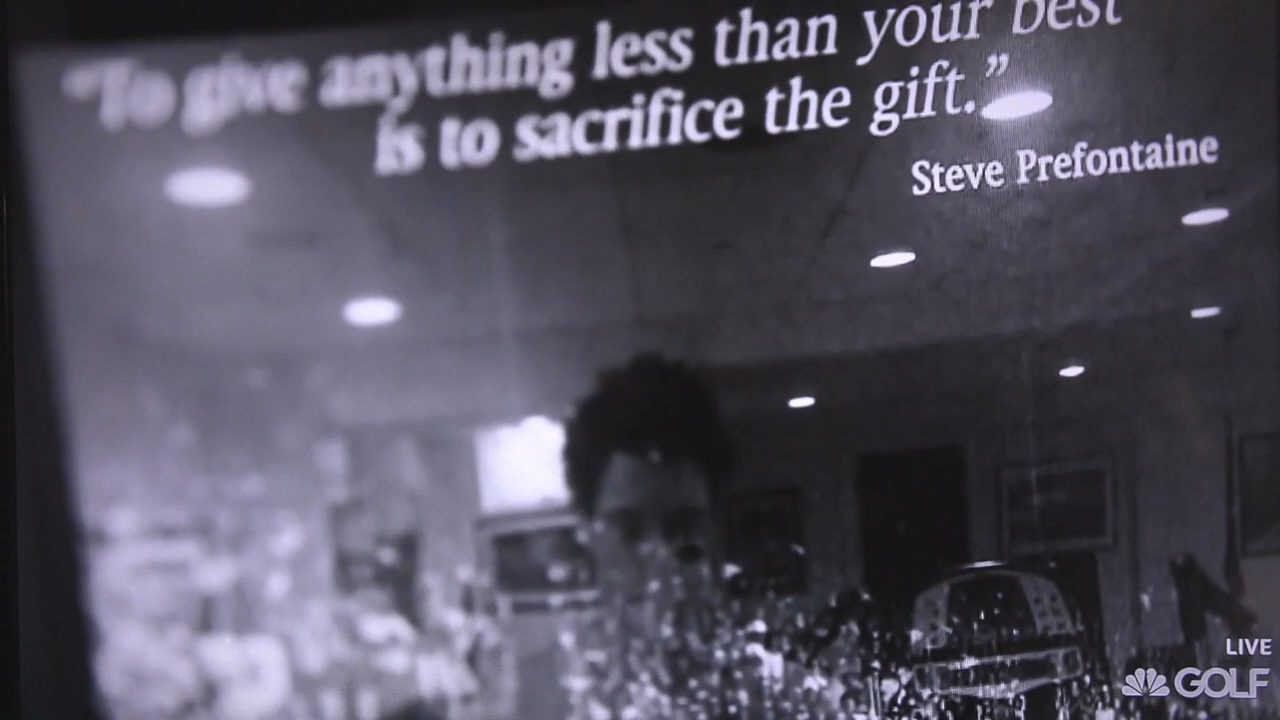 “To give anything less than your best
is to sacrifice the gift.”
Steve Prefontaine
LIVE
GOLF